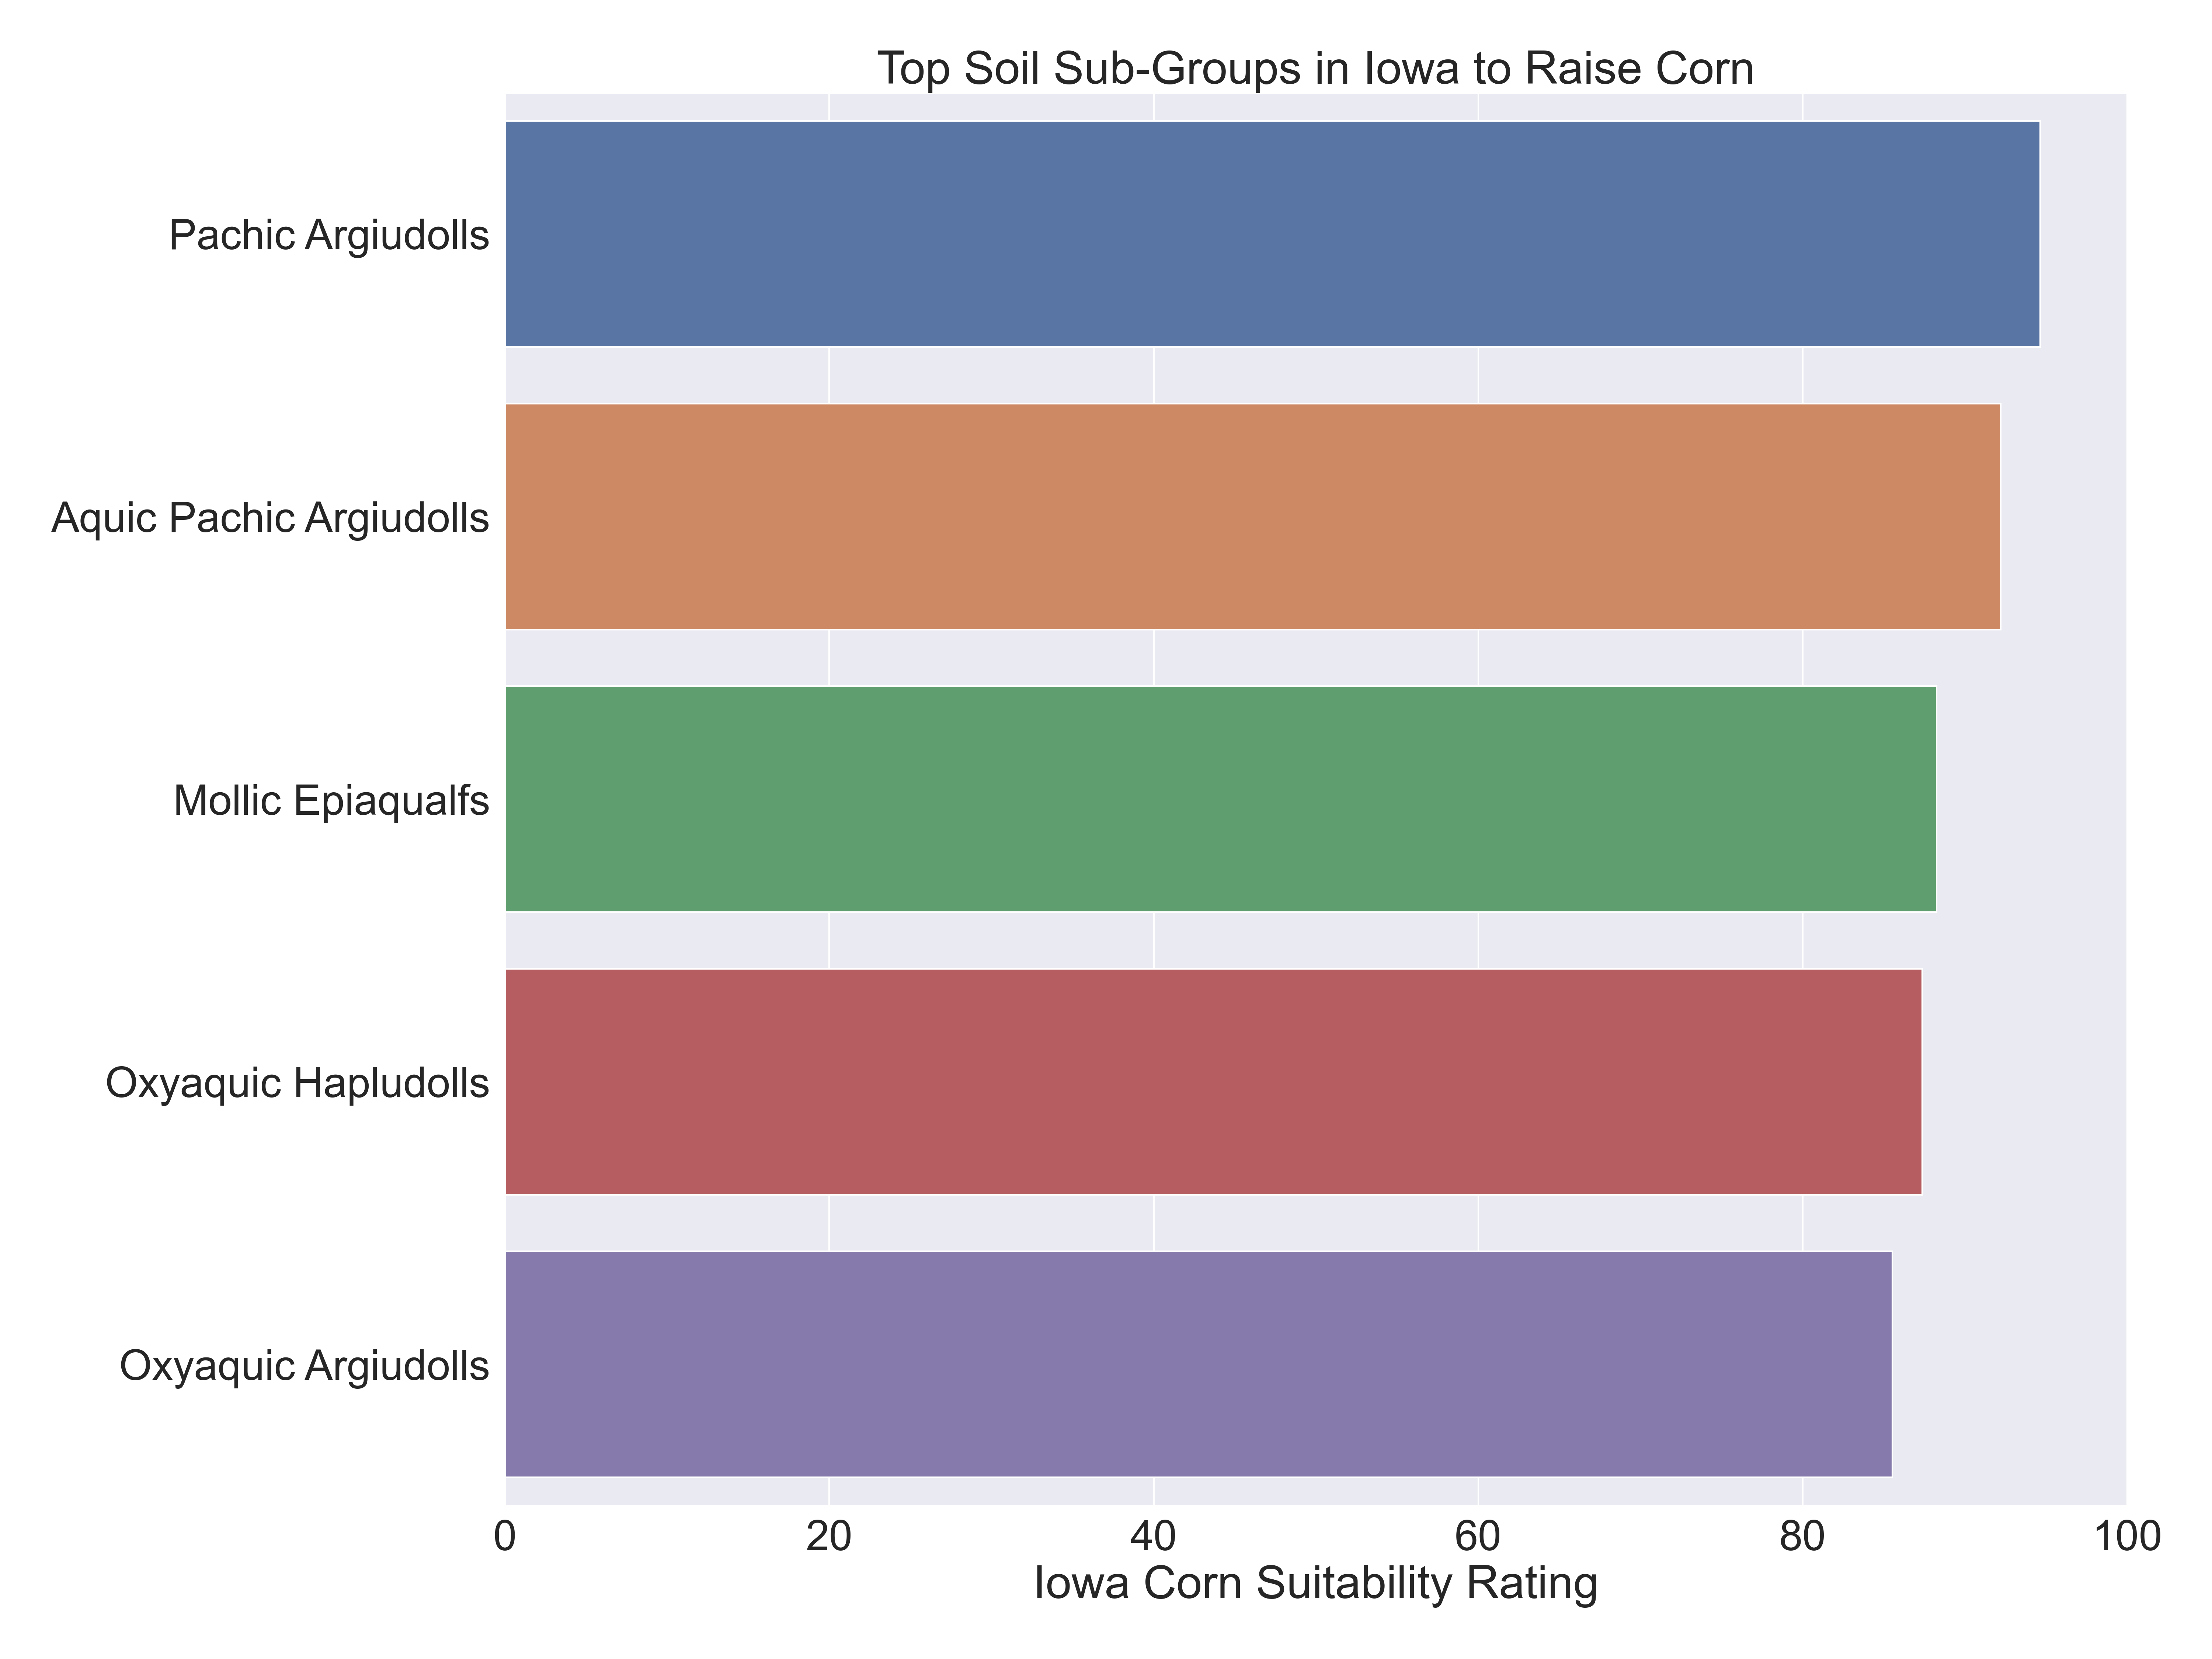 Top Soil Sub-Groups in Iowa to Raise Corn
Pachic Argiudolls
Aquic Pachic Argiudolls
Mollic Epiaqualfs
Oxyaquic Hapludolls
Oxyaquic Argiudolls
0 20 40 60 80 100
Iowa Corn Suitability Rating